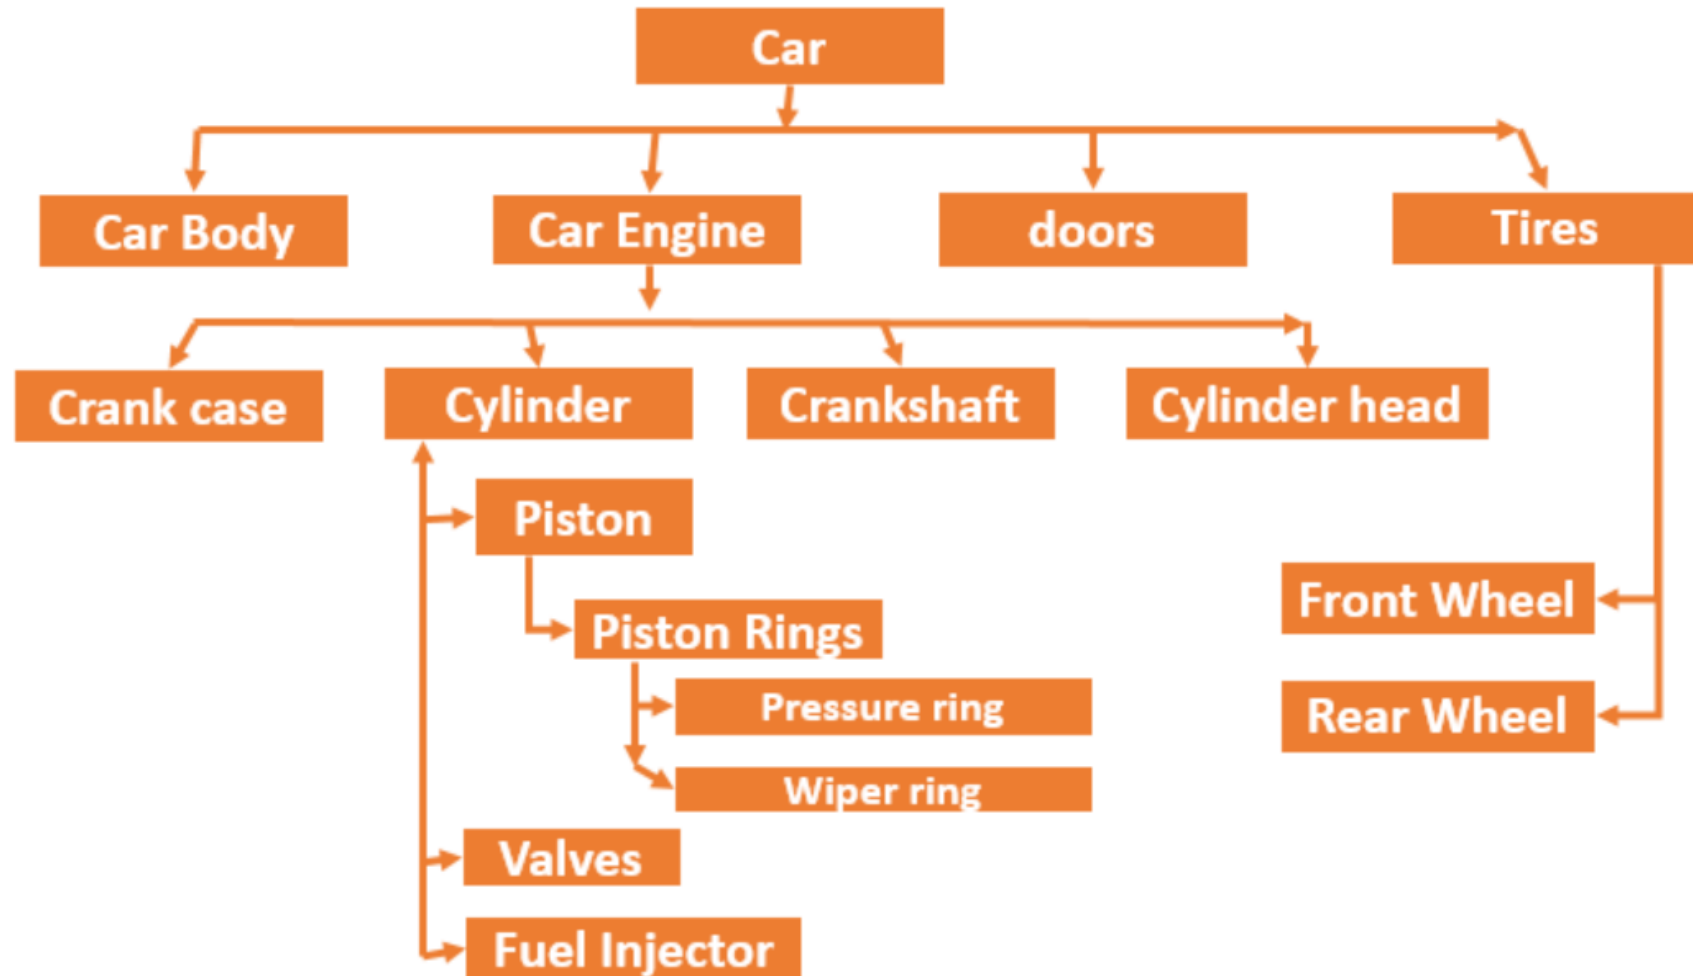 Car
Car Body
Car Engine
doors
Tires
Crank case
Cylinder
Crankshaft
Cylinder head
Piston
Piston Rings
Pressure ring
Wiper ring
Valves
Fuel Injector
Front Wheel
Rear Wheel